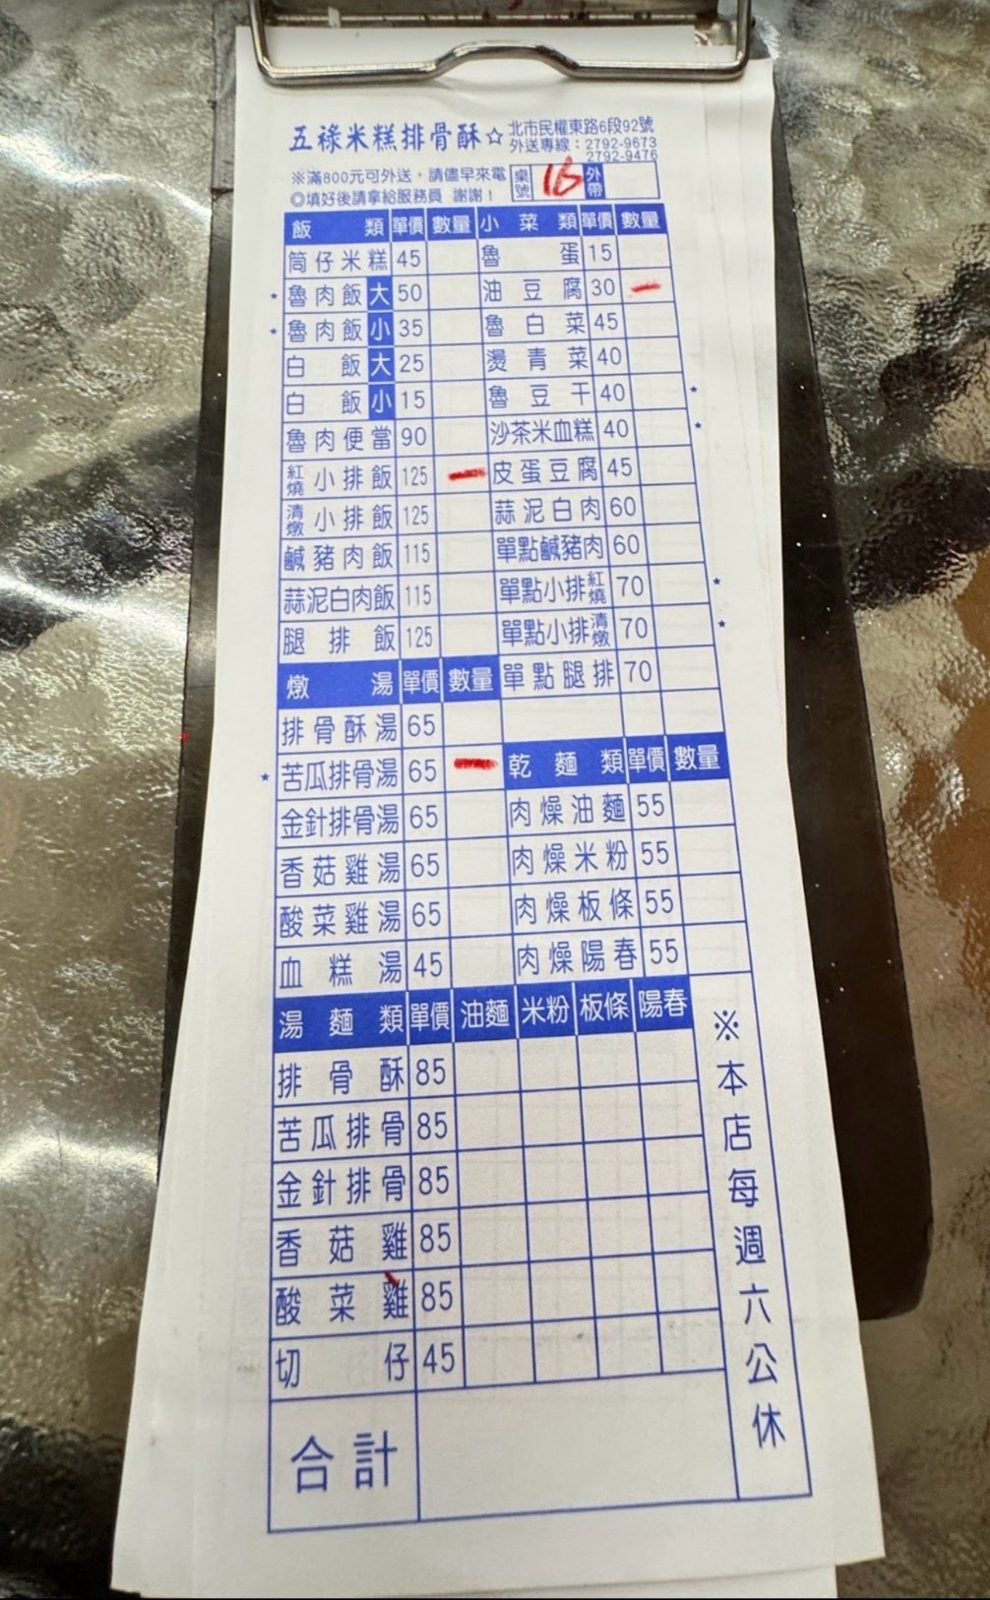 五祿米糕排骨酥☆ 北市民權東路6段92號
外送專線：2792-9673
2792-9476
※滿800元可外送，請儘早來電 桌號 16 外帶
◎填好後請拿給服務員 謝謝！
飯類 單價 數量 小菜類 單價 數量
筒仔米糕 45 魯蛋 15
*魯肉飯大 50 油豆腐 30 一
*魯肉飯小 35 魯白菜 45
白飯大 25 燙青菜 40
白飯小 15 魯豆干 40 *
魯肉便當 90 沙茶米血糕 40 *
紅燒小排飯 125 一 皮蛋豆腐 45
清燉小排飯 125 蒜泥白肉 60
鹹豬肉飯 115 單點鹹豬肉 60
蒜泥白肉飯 115 單點小排紅燒 70 *
腿排飯 125 單點小排清燉 70 *
燉湯 單價 數量 單點腿排 70
排骨酥湯 65
*苦瓜排骨湯 65 一 乾麵類 單價 數量
金針排骨湯 65 肉燥油麵 55
香菇雞湯 65 肉燥米粉 55
酸菜雞湯 65 肉燥板條 55
血糕湯 45 肉燥陽春 55
湯麵類 單價 油麵 米粉 板條 陽春
排骨酥 85
苦瓜排骨 85
金針排骨 85
香菇雞 85
酸菜雞 85
切仔 45
合計
※本店每週六公休